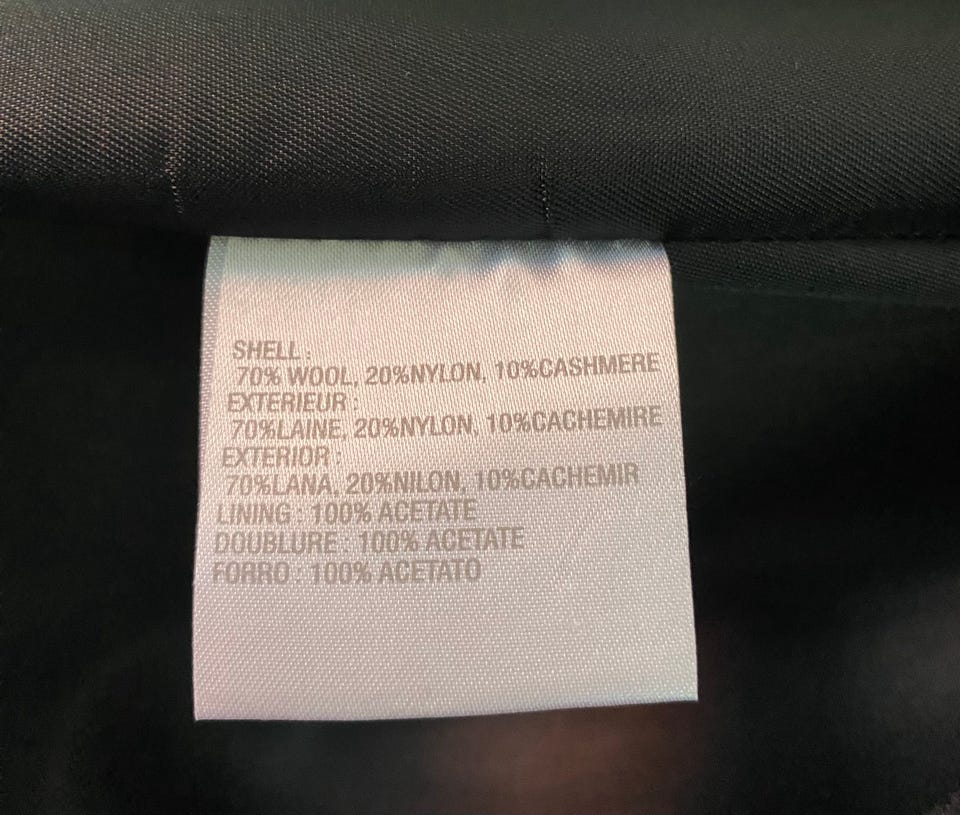 SHELL :
70% WOOL, 20%NYLON, 10%CASHMERE
EXTERIEUR :
70%LAINE, 20%NYLON, 10%CACHEMIRE
EXTERIOR :
70%LANA, 20%NILON, 10%CACHEMIR
LINING : 100% ACETATE
DOUBLURE : 100% ACETATE
FORRO : 100% ACETATO